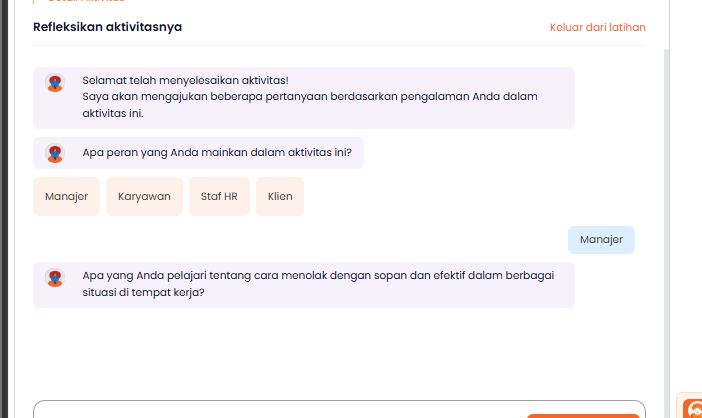 Refleksikan aktivitasnya
Keluar dari latihan
Selamat telah menyelesaikan aktivitas!
Saya akan mengajukan beberapa pertanyaan berdasarkan pengalaman Anda dalam
aktivitas ini.
Apa peran yang Anda mainkan dalam aktivitas ini?
Manajer
Karyawan
Staf HR
Klien
Manajer
Apa yang Anda pelajari tentang cara menolak dengan sopan dan efektif dalam berbagai
situasi di tempat kerja?